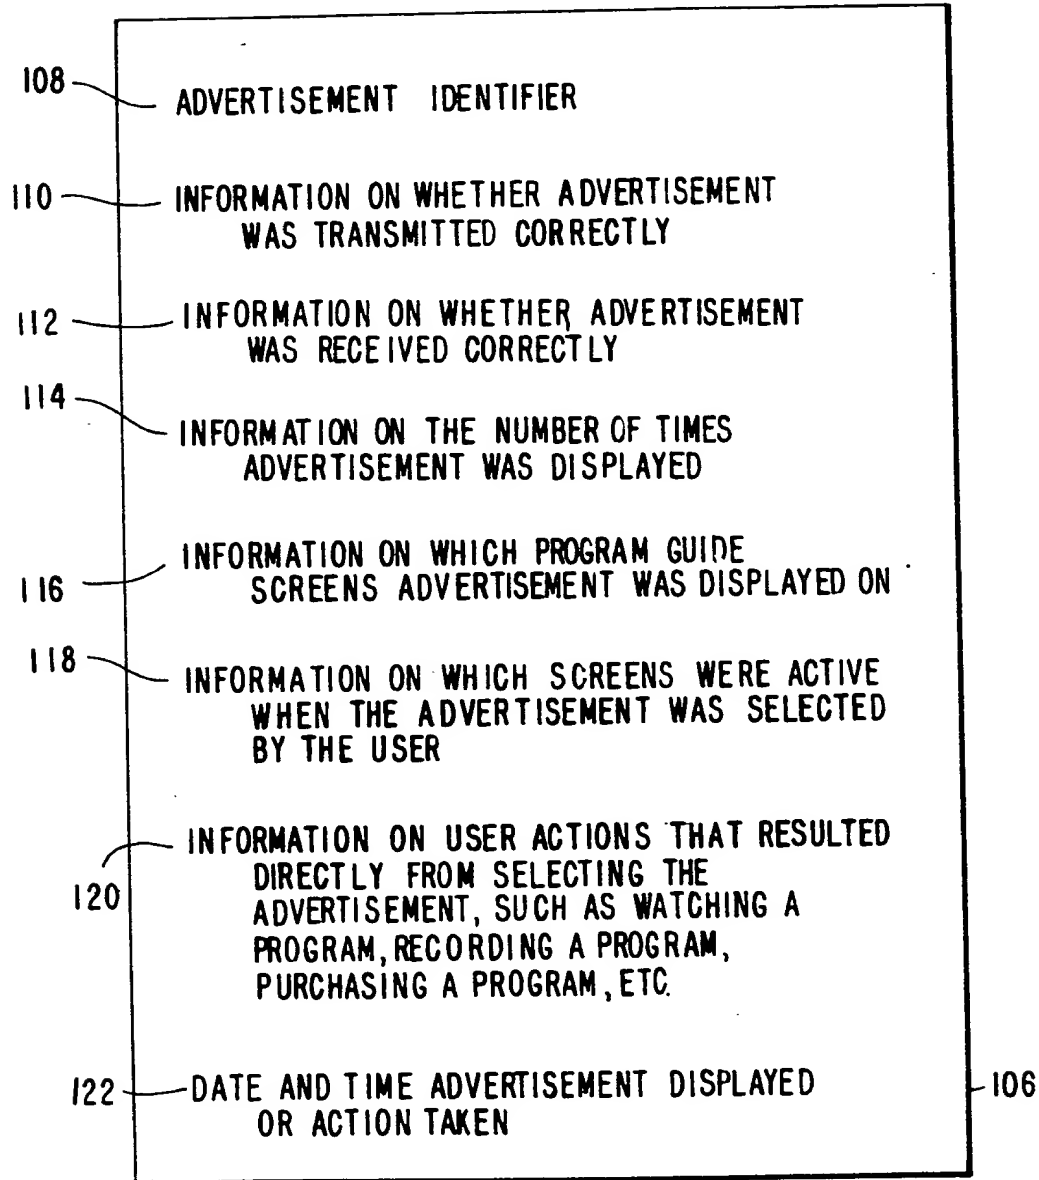 108 ADVERTISEMENT IDENTIFIER
110 INFORMATION ON WHETHER ADVERTISEMENT
WAS TRANSMITTED CORRECTLY
112 INFORMATION ON WHETHER ADVERTISEMENT
WAS RECEIVED CORRECTLY
114 INFORMATION ON THE NUMBER OF TIMES
ADVERTISEMENT WAS DISPLAYED
INFORMATION ON WHICH PROGRAM GUIDE
116 SCREENS ADVERTISEMENT WAS DISPLAYED ON
118 INFORMATION ON WHICH SCREENS WERE ACTIVE
WHEN THE ADVERTISEMENT WAS SELECTED
BY THE USER
INFORMATION ON USER ACTIONS THAT RESULTED
DIRECTLY FROM SELECTING THE
120 ADVERTISEMENT, SUCH AS WATCHING A
PROGRAM, RECORDING A PROGRAM,
PURCHASING A PROGRAM, ETC.
122 DATE AND TIME ADVERTISEMENT DISPLAYED 106
OR ACTION TAKEN